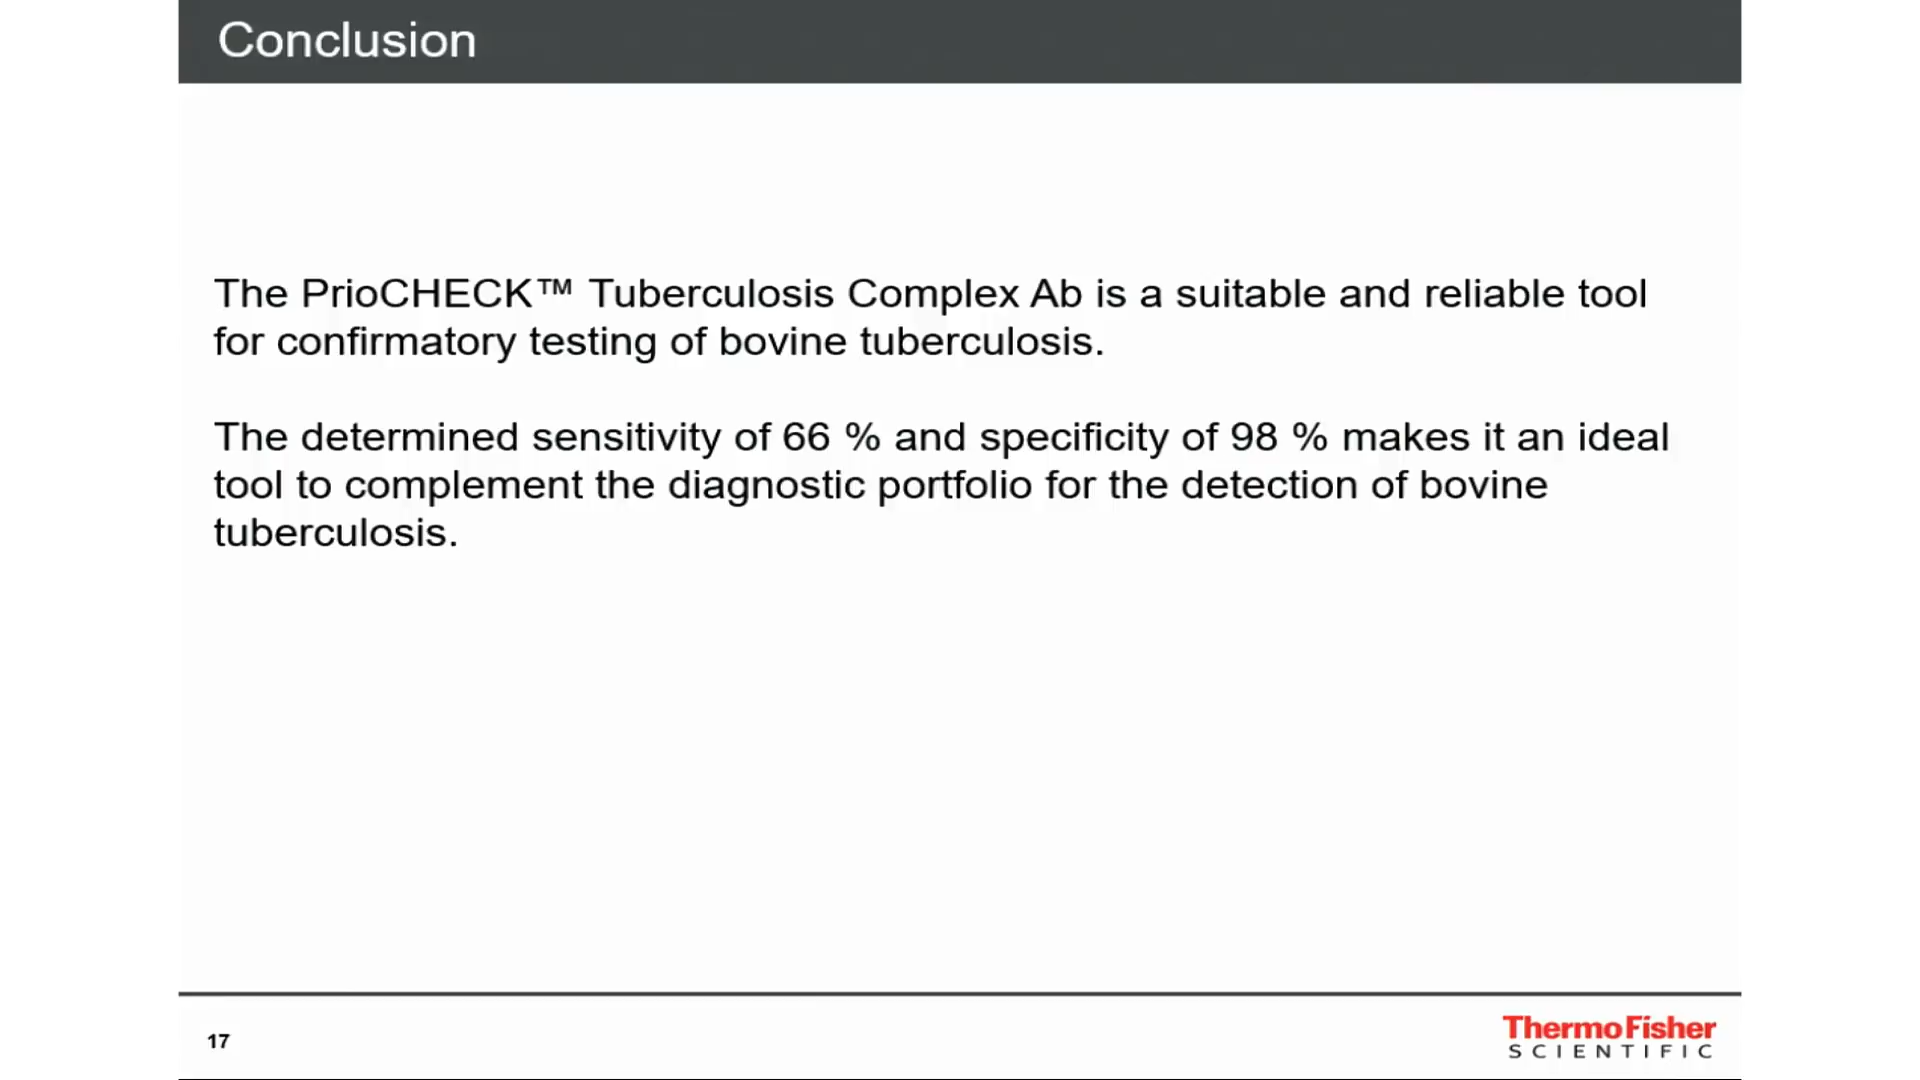 Conclusion
The PrioCHECK™ Tuberculosis Complex Ab is a suitable and reliable tool
for confirmatory testing of bovine tuberculosis.
The determined sensitivity of 66 % and specificity of 98 % makes it an ideal
tool to complement the diagnostic portfolio for the detection of bovine
tuberculosis.
17
ThermoFisher
SCIENTIFIC